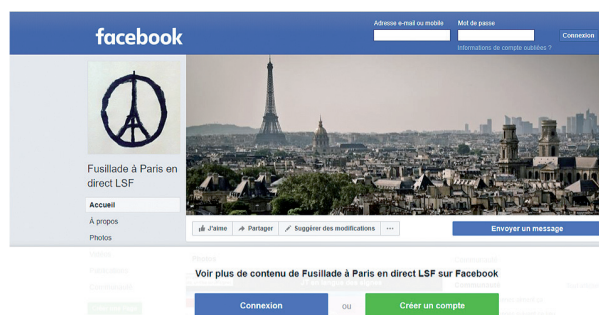 Adresse e-mail ou mobile
Mot de passe
facebook
Connexion
Informations de compte oubliées ?
Fusillade à Paris en
direct LSF
Accueil
À propos
Photos
J'aime
Partager
Suggérer des modifications
Envoyer un message
Photos
Voir plus de contenu de Fusillade à Paris en direct LSF sur Facebook
Connexion
ou
Créer un compte